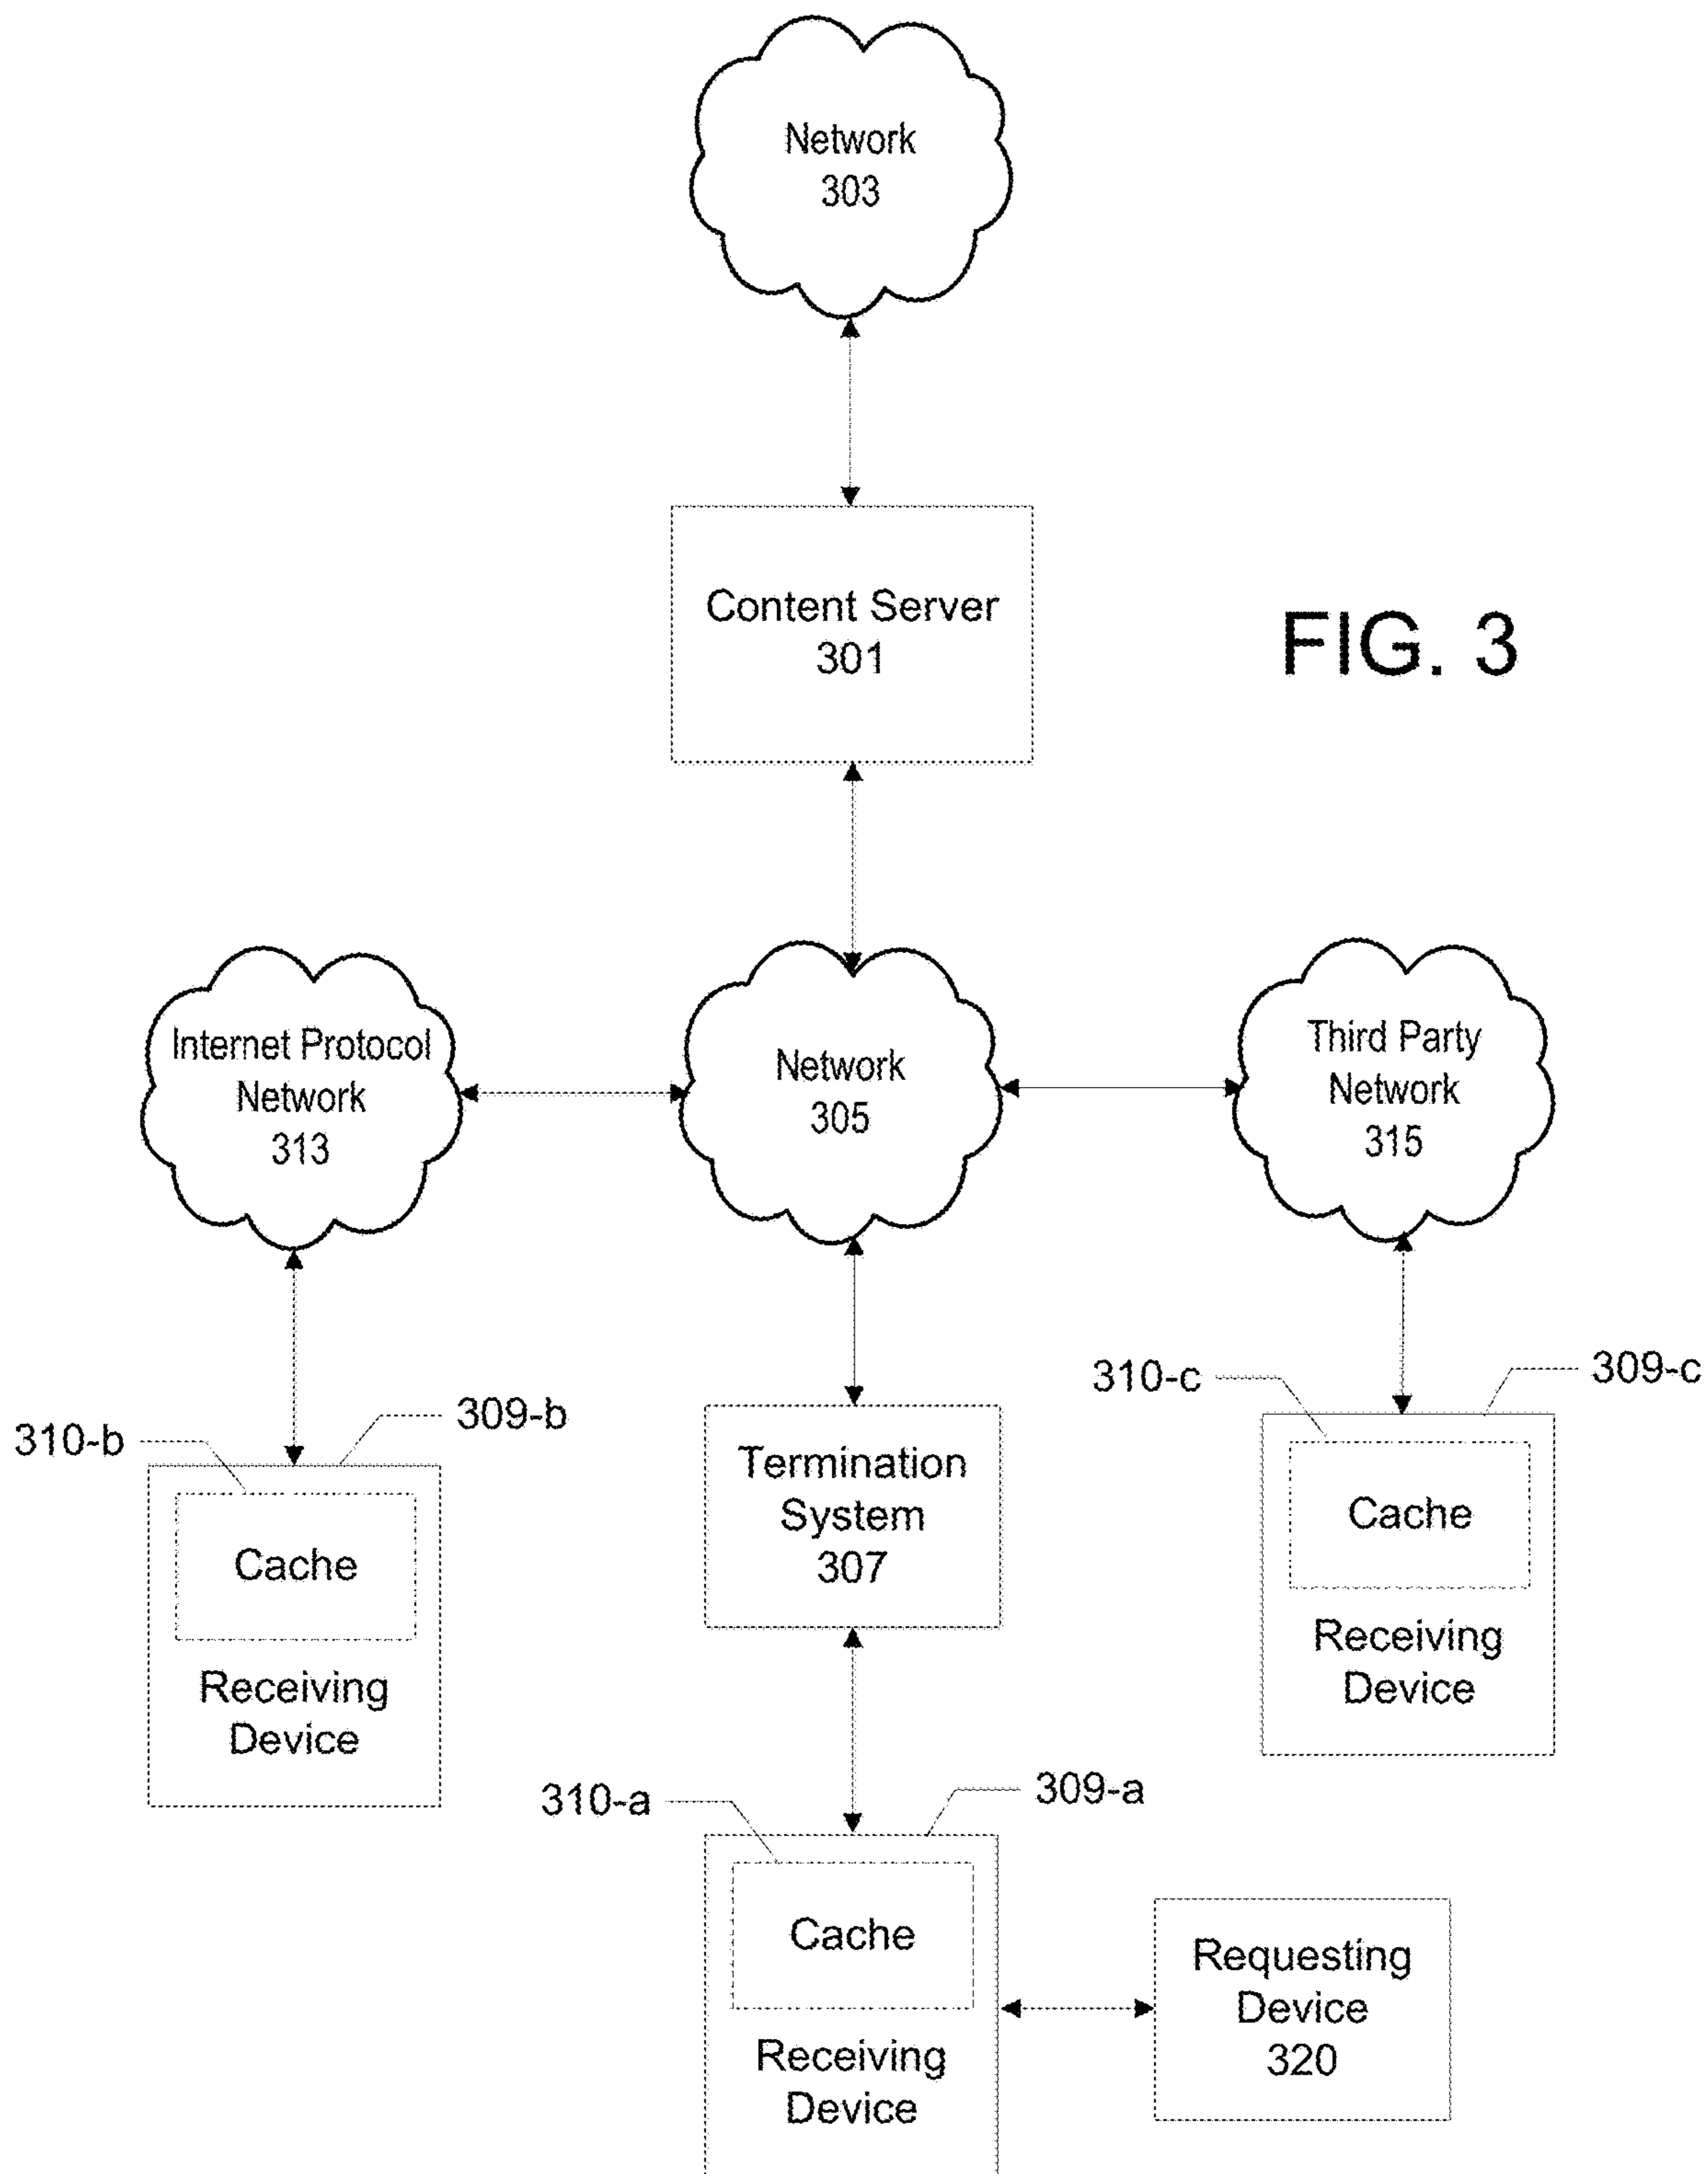 Network
303
Content Server
301
FIG. 3
Internet Protocol
Network
313
Network
305
Third Party
Network
315
310-b
309-b
Cache
Receiving
Device
Termination
System
307
310-c
309-c
Cache
Receiving
Device
310-a
309-a
Cache
Receiving
Device
Requesting
Device
320